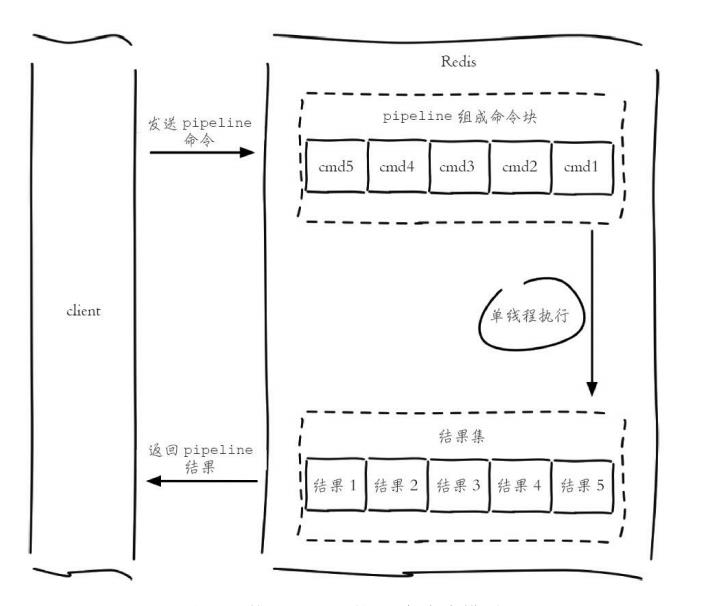 Redis
发送 pipeline
命令
pipeline 组成命令块
cmd5 cmd4 cmd3 cmd2 cmd1
client
单线程执行
返回 pipeline
结果
结果集
结果 1 结果 2 结果 3 结果 4 结果 5